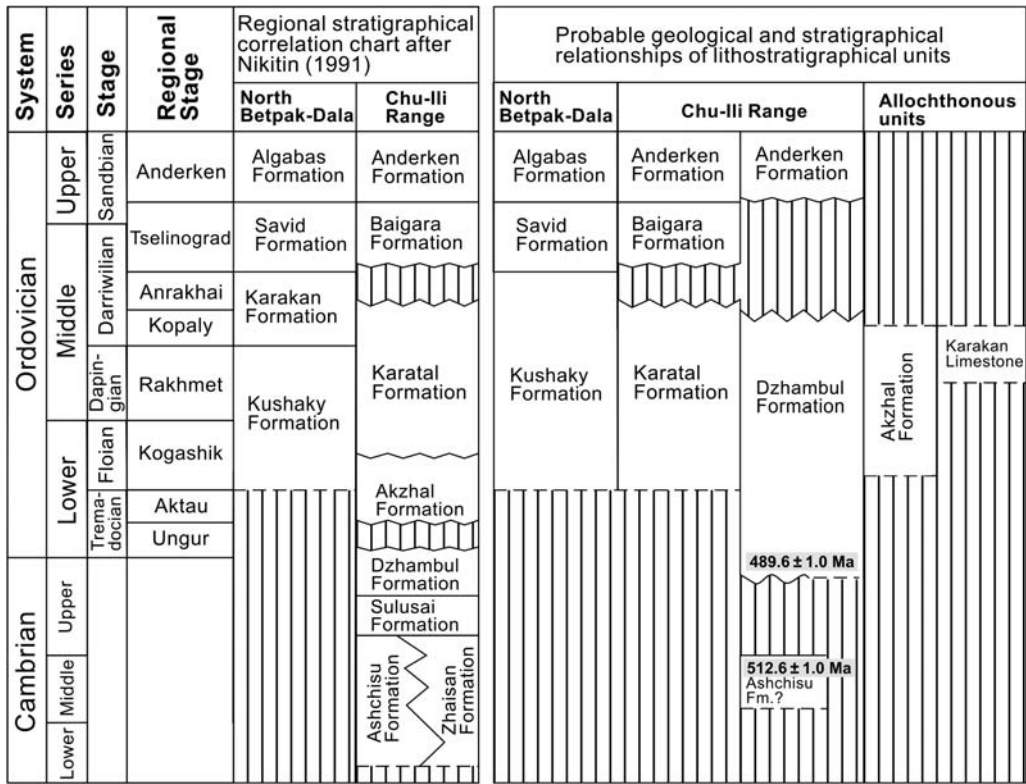 System
Series
Stage
Regional
Stage
Regional stratigraphical
correlation chart after
Nikitin (1991)
North
Betpak-Dala
Chu-Ili
Range
Probable geological and stratigraphical
relationships of lithostratigraphical units
North
Betpak-Dala
Chu-Ili Range
Allochthonous
units
Ordovician
Upper
Middle
Lower
Sandbian
Darriwilian
Dapin-
gian
Floian
Trema-
docian
Anderken
Tselinograd
Anrakhai
Kopaly
Rakhmet
Kogashik
Aktau
Ungur
Cambrian
Upper
Middle
Lower
Algabas
Formation
Savid
Formation
Karakan
Formation
Kushaky
Formation
Anderken
Formation
Baigara
Formation
Karatal
Formation
Akzhal
Formation
Dzhambul
Formation
Sulusai
Formation
Ashchisu
Formation
Zhaisan
Formation
Algabas
Formation
Savid
Formation
Kushaky
Formation
Anderken
Formation
Baigara
Formation
Karatal
Formation
Anderken
Formation
Dzhambul
Formation
489.6 ± 1.0 Ma
512.6 ± 1.0 Ma
Ashchisu
Fm.?
Akzhal
Formation
Karakan
Limestone